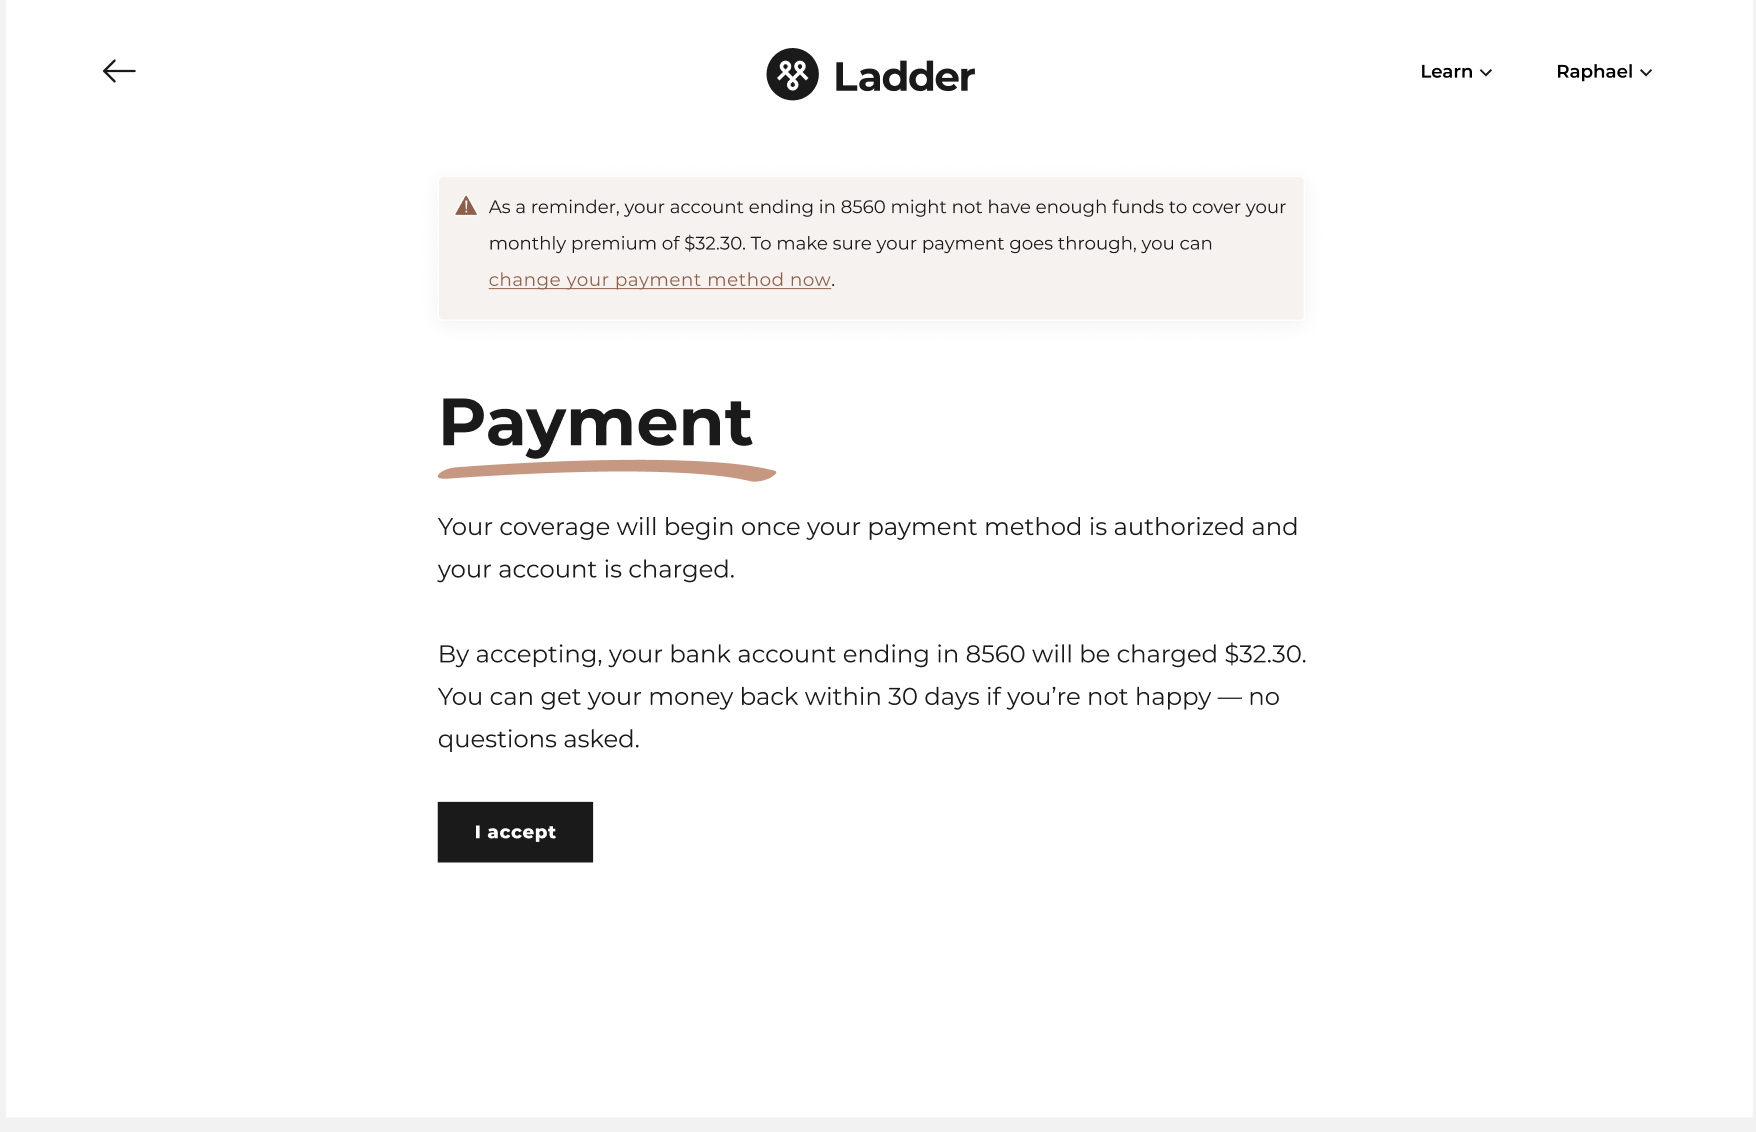 Ladder
Learn
Raphael
As a reminder, your account ending in 8560 might not have enough funds to cover your
monthly premium of $32.30. To make sure your payment goes through, you can
change your payment method now.
Payment
Your coverage will begin once your payment method is authorized and
your account is charged.
By accepting, your bank account ending in 8560 will be charged $32.30.
You can get your money back within 30 days if you’re not happy — no
questions asked.
I accept